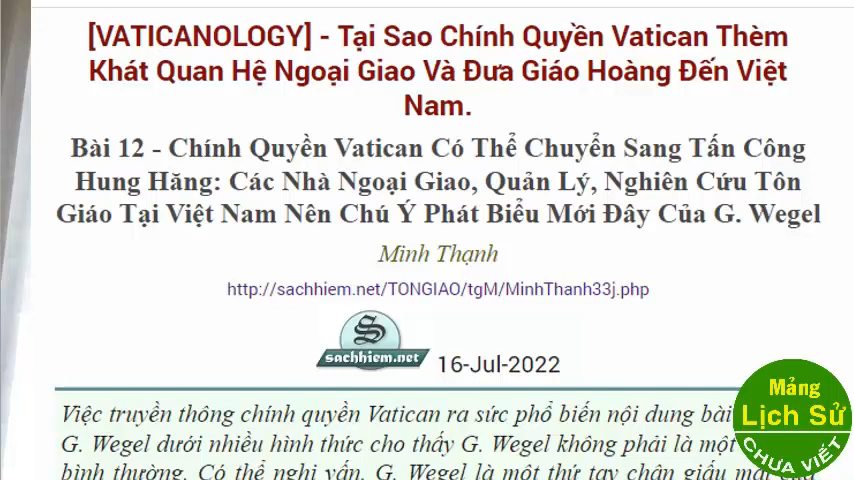 [VATICANOLOGY] - Tại Sao Chính Quyền Vatican Thèm
Khát Quan Hệ Ngoại Giao Và Đưa Giáo Hoàng Đến Việt
Nam.
Bài 12 - Chính Quyền Vatican Có Thể Chuyển Sang Tấn Công
Hung Hăng: Các Nhà Ngoại Giao, Quản Lý, Nghiên Cứu Tôn
Giáo Tại Việt Nam Nên Chú Ý Phát Biểu Mới Đây Của G. Wegel
Minh Thạnh
http://sachhiem.net/TONGIAO/tgM/MinhThanh33j.php
S
sachhiem.net
16-Jul-2022
Việc truyền thông chính quyền Vatican ra sức phổ biến nội dung bài
G. Wegel dưới nhiều hình thức cho thấy G. Wegel không phải là một
bình thường. Có thể nghi vấn, G. Wegel là một thứ tay chân giấu mặt của
Mảng
Lịch Sử
CHƯA VIẾT